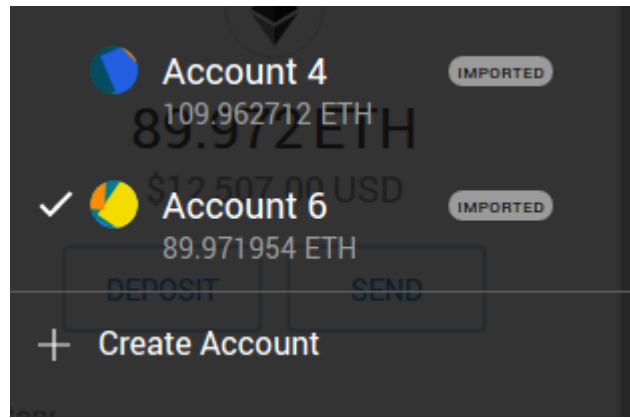 Account 4 IMPORTED
109.962712 ETH
89.972 ETH
$12,507.00 USD
Account 6 IMPORTED
89.971954 ETH
DEPOSIT SEND
Create Account